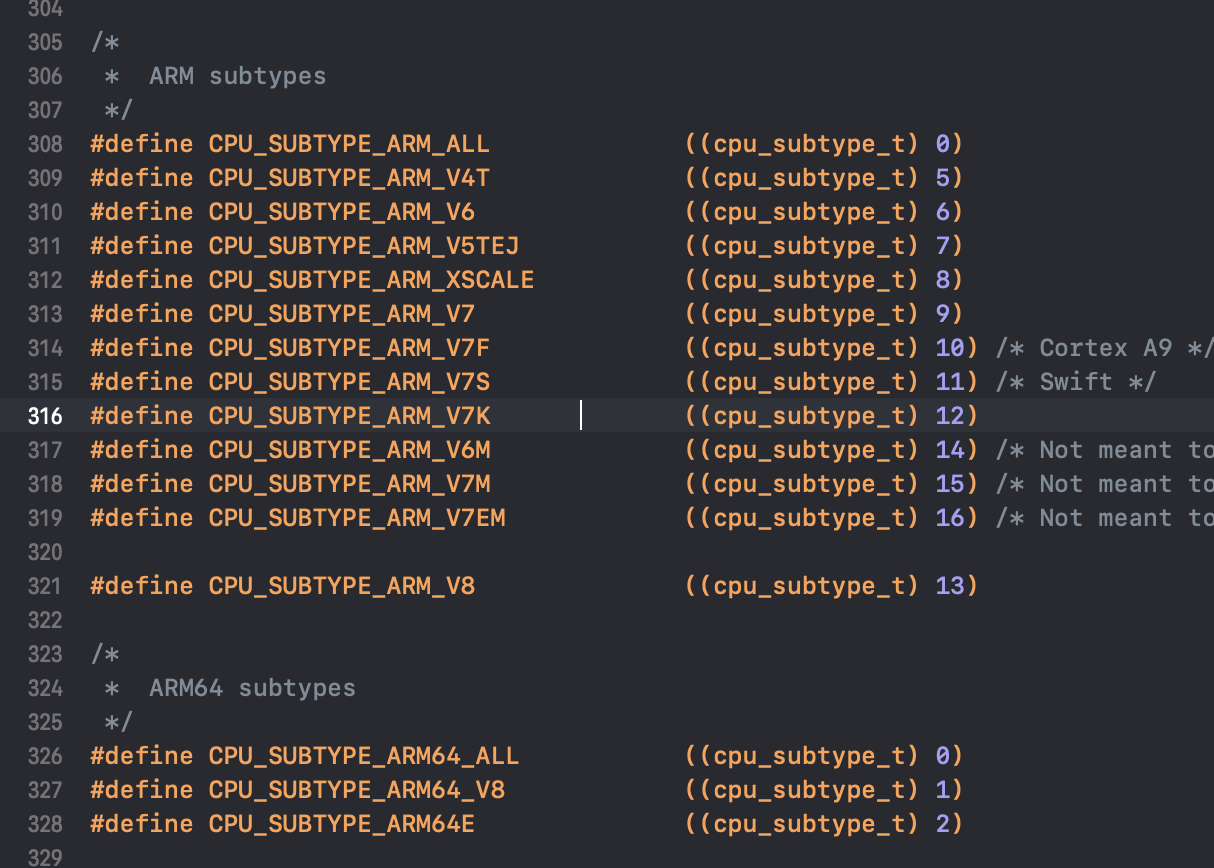 304
305 /*
306  *  ARM subtypes
307  */
308 #define CPU_SUBTYPE_ARM_ALL             ((cpu_subtype_t) 0)
309 #define CPU_SUBTYPE_ARM_V4T             ((cpu_subtype_t) 5)
310 #define CPU_SUBTYPE_ARM_V6              ((cpu_subtype_t) 6)
311 #define CPU_SUBTYPE_ARM_V5TEJ           ((cpu_subtype_t) 7)
312 #define CPU_SUBTYPE_ARM_XSCALE          ((cpu_subtype_t) 8)
313 #define CPU_SUBTYPE_ARM_V7              ((cpu_subtype_t) 9)
314 #define CPU_SUBTYPE_ARM_V7F             ((cpu_subtype_t) 10) /* Cortex A9 */
315 #define CPU_SUBTYPE_ARM_V7S             ((cpu_subtype_t) 11) /* Swift */
316 #define CPU_SUBTYPE_ARM_V7K             ((cpu_subtype_t) 12)
317 #define CPU_SUBTYPE_ARM_V6M             ((cpu_subtype_t) 14) /* Not meant to
318 #define CPU_SUBTYPE_ARM_V7M             ((cpu_subtype_t) 15) /* Not meant to
319 #define CPU_SUBTYPE_ARM_V7EM            ((cpu_subtype_t) 16) /* Not meant to
320
321 #define CPU_SUBTYPE_ARM_V8              ((cpu_subtype_t) 13)
322
323 /*
324  *  ARM64 subtypes
325  */
326 #define CPU_SUBTYPE_ARM64_ALL           ((cpu_subtype_t) 0)
327 #define CPU_SUBTYPE_ARM64_V8            ((cpu_subtype_t) 1)
328 #define CPU_SUBTYPE_ARM64E              ((cpu_subtype_t) 2)
329